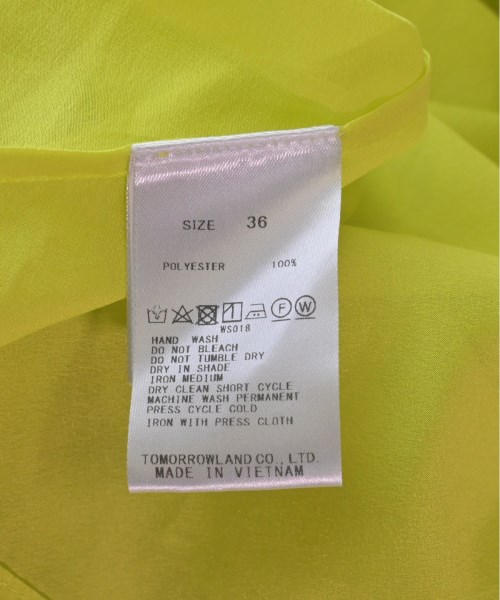 SIZE 36
POLYESTER 100%
F W
WS018
HAND WASH
DO NOT BLEACH
DO NOT TUMBLE DRY
DRY IN SHADE
IRON MEDIUM
DRY CLEAN SHORT CYCLE
MACHINE WASH PERMANENT
PRESS CYCLE COLD
IRON WITH PRESS CLOTH
TOMORROWLAND CO., LTD.
MADE IN VIETNAM